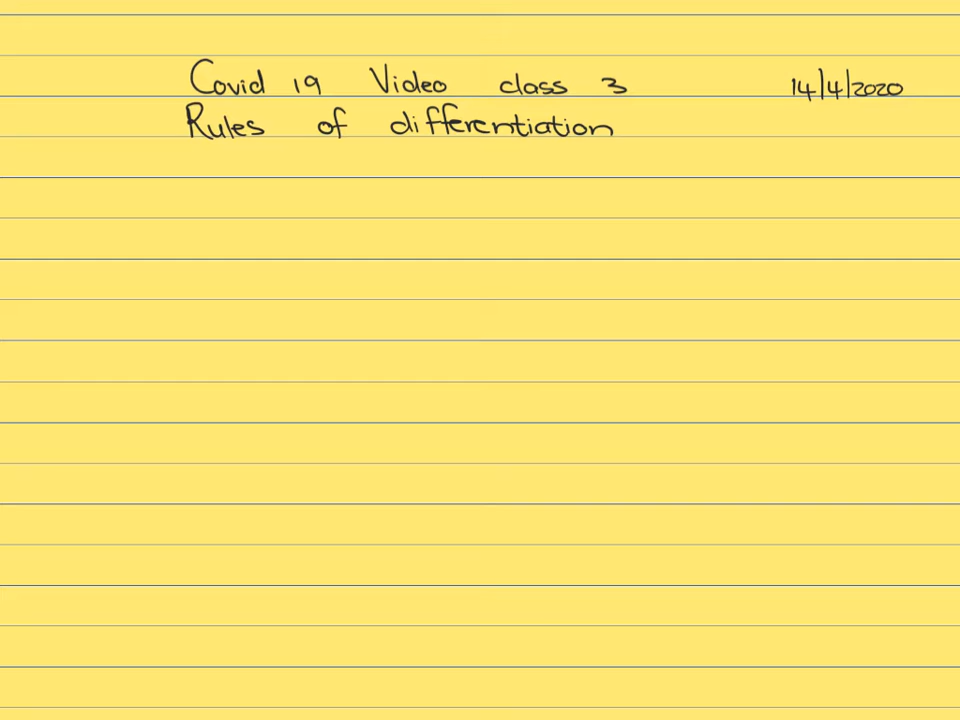 Covid 19 Video class 3 14/4/2020
Rules of differentiation